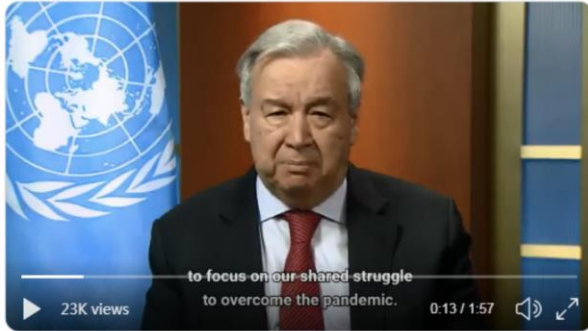 to focus on our shared struggle
to overcome the pandemic.
23K views
0:13 / 1:57